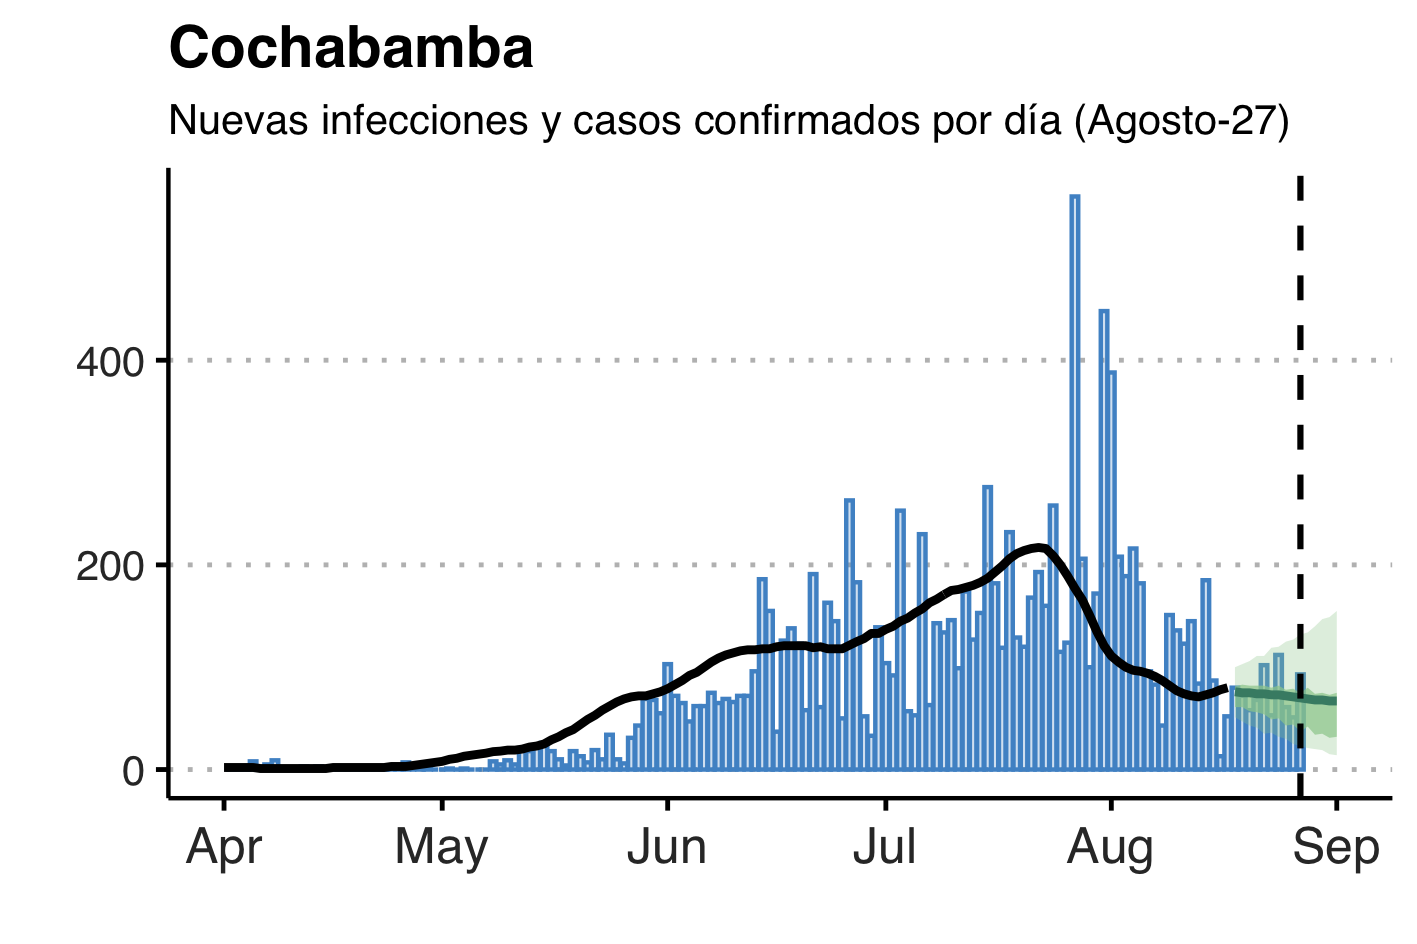 Cochabamba
Nuevas infecciones y casos confirmados por día (Agosto-27)
400
200
0
Apr May Jun Jul Aug Sep